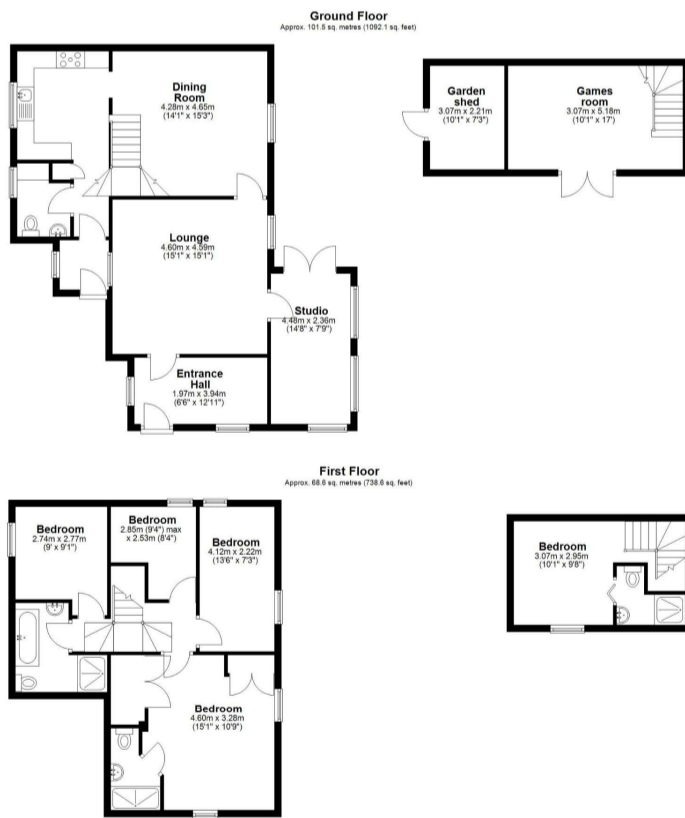 Ground Floor
Approx. 101.5 sq. metres (1092.1 sq. feet)
Dining
Room
4.28m x 4.65m
(14'1" x 15'3")
Garden
shed
3.07m x 2.21m
(10'1" x 7'3")
Games
room
3.07m x 5.18m
(10'1" x 17')
Lounge
4.60m x 4.59m
(15'1" x 15'1")
Studio
4.48m x 2.36m
(14'8" x 7'9")
Entrance
Hall
1.97m x 3.94m
(6'6" x 12'11")
First Floor
Approx. 68.6 sq. metres (738.6 sq. feet)
Bedroom
2.74m x 2.77m
(9' x 9'1")
Bedroom
2.85m (9'4") max
x 2.53m (8'4")
Bedroom
4.12m x 2.22m
(13'6" x 7'3")
Bedroom
3.07m x 2.95m
(10'1" x 9'8")
Bedroom
4.60m x 3.28m
(15'1" x 10'9")